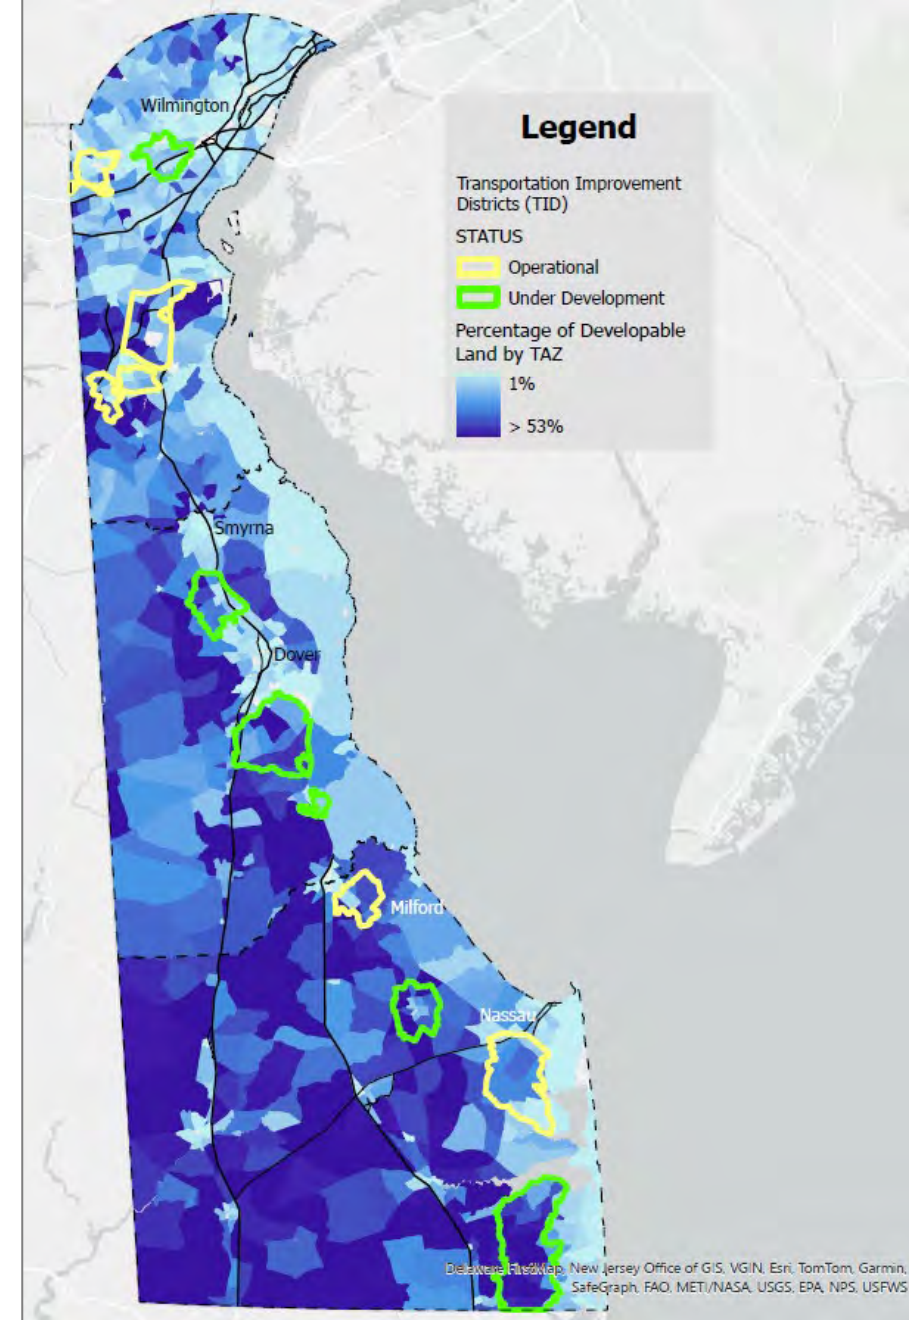 Wilmington
Legend
Transportation Improvement
Districts (TID)
STATUS
Operational
Under Development
Percentage of Developable
Land by TAZ
1%
> 53%
Smyrna
Dover
Milford
Nassau
Delaware FirstMap, New Jersey Office of GIS, VGIN, Esri, TomTom, Garmin,
SafeGraph, FAO, METI/NASA, USGS, EPA, NPS, USFWS